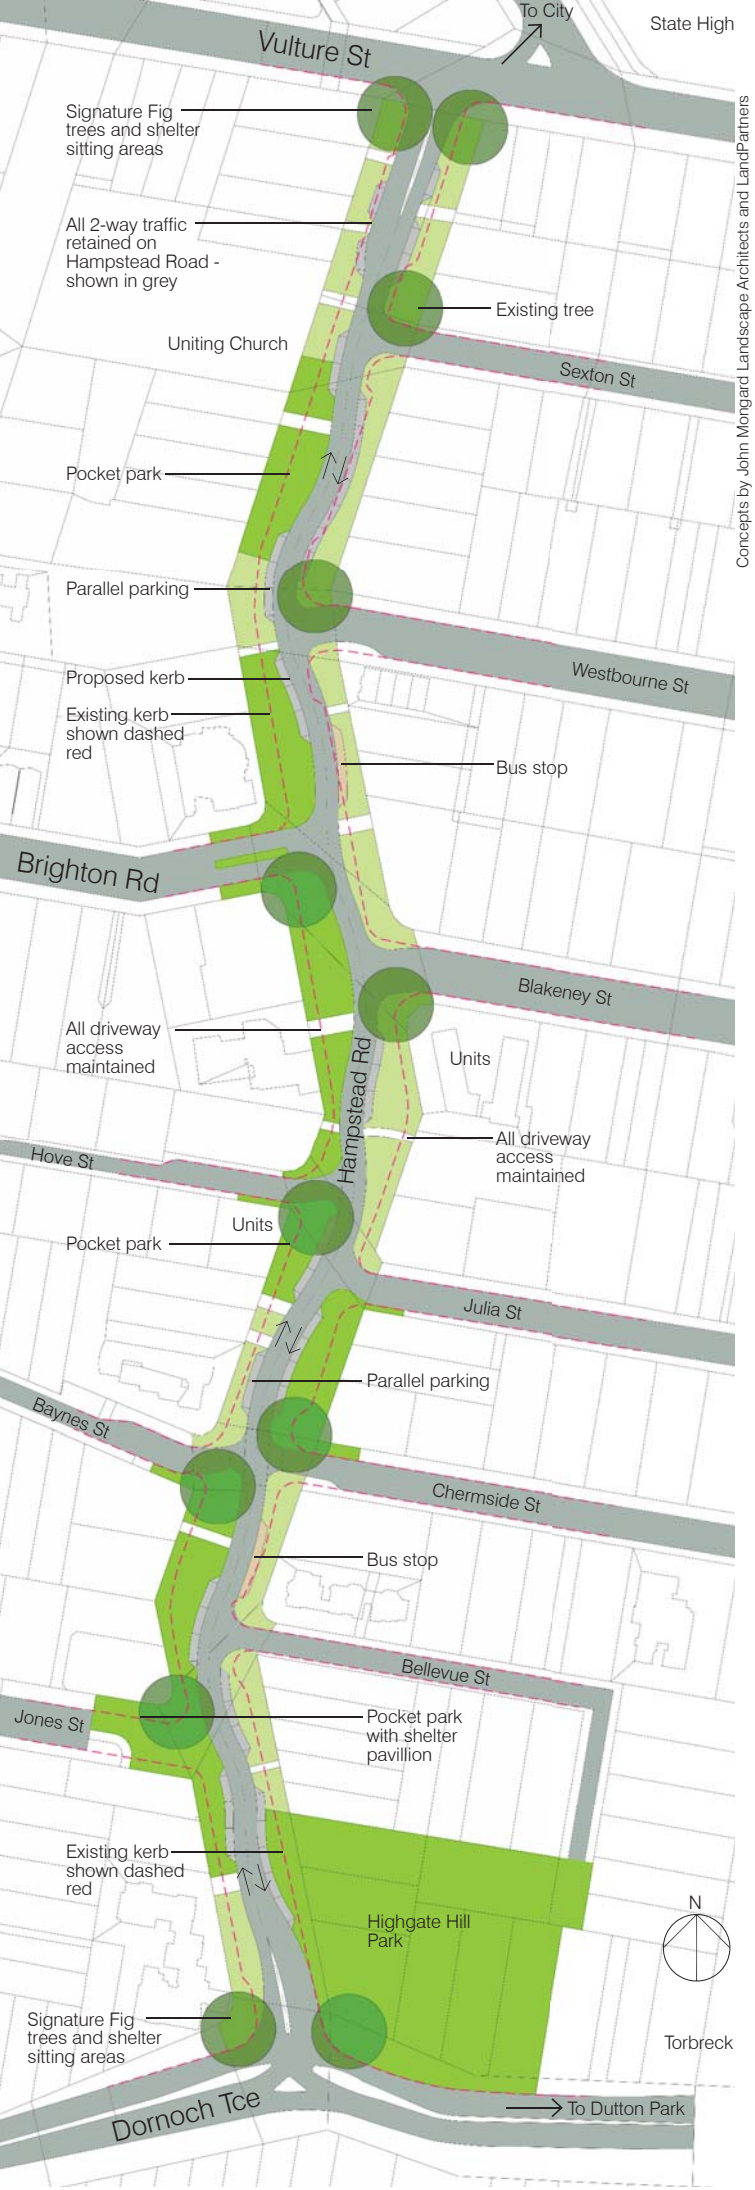 To City
State High
Vulture St
Concepts by John Mongard Landscape Architects and LandPartners
Signature Fig
trees and shelter
sitting areas
All 2-way traffic
retained on
Hampstead Road -
shown in grey
Existing tree
Uniting Church
Sexton St
Pocket park
Parallel parking
Westbourne St
Proposed kerb
Existing kerb
shown dashed
red
Bus stop
Brighton Rd
Blakeney St
All driveway
access
maintained
Hampstead Rd
Units
All driveway
access
maintained
Hove St
Units
Pocket park
Julia St
Parallel parking
Baynes St
Chermside St
Bus stop
Bellevue St
Jones St
Pocket park
with shelter
pavillion
Existing kerb
shown dashed
red
Highgate Hill
Park
N
Signature Fig
trees and shelter
sitting areas
Torbreck
Dornoch Tce
To Dutton Park